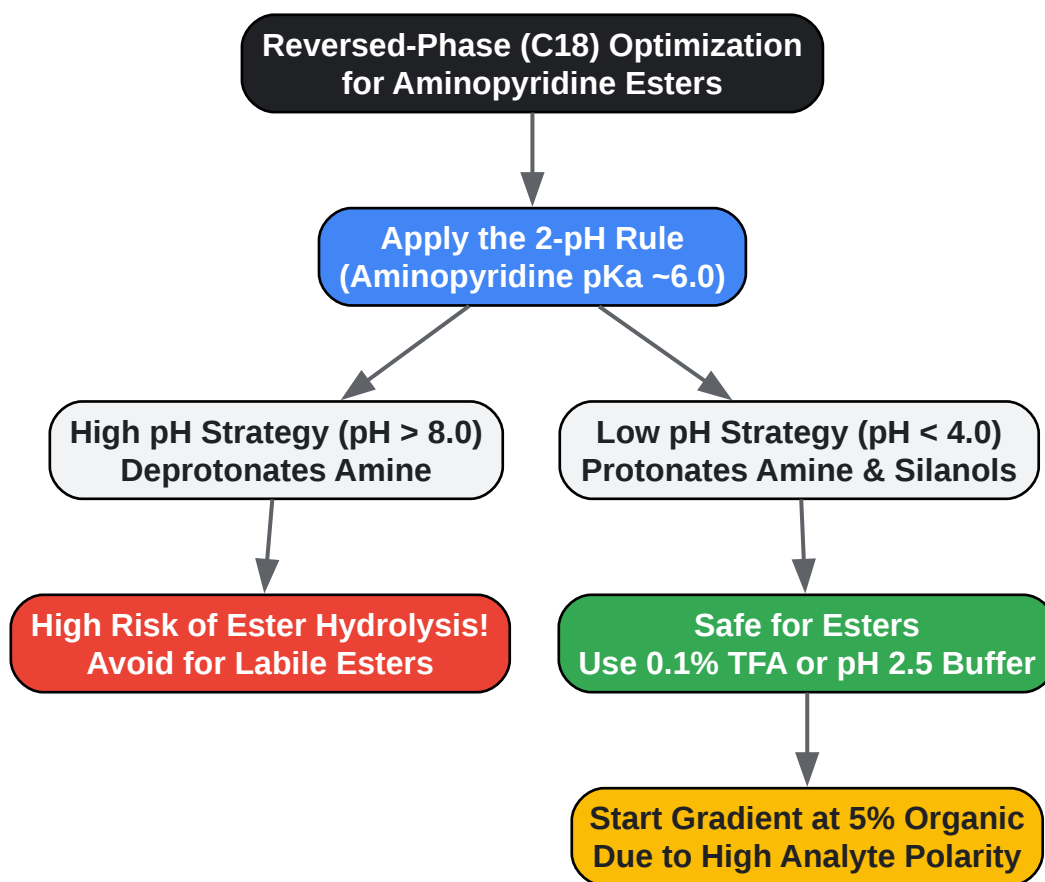 Reversed-Phase (C18) Optimization
for Aminopyridine Esters
Apply the 2-pH Rule
(Aminopyridine pKa ~6.0)
High pH Strategy (pH > 8.0)
Deprotonates Amine
Low pH Strategy (pH < 4.0)
Protonates Amine & Silanols
High Risk of Ester Hydrolysis!
Avoid for Labile Esters
Safe for Esters
Use 0.1% TFA or pH 2.5 Buffer
Start Gradient at 5% Organic
Due to High Analyte Polarity